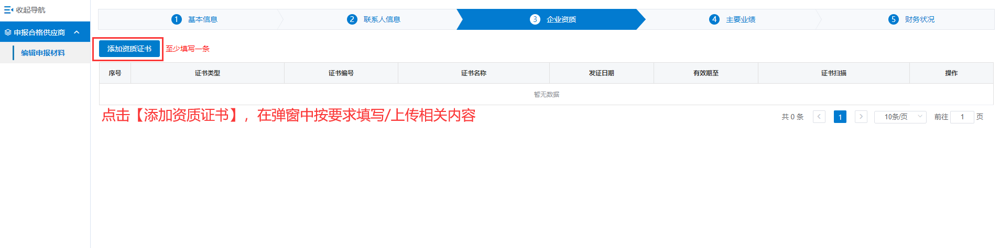 收起导航
申报合格供应商
编辑申报材料
1 基本信息
2 联系人信息
3 企业资质
4 主要业绩
5 财务状况
添加资质证书 至少填写一条
序号 证书类型 证书编号 证书名称 发证日期 有效期至 证书扫描 操作
暂无数据
点击【添加资质证书】，在弹窗中按要求填写/上传相关内容
共 0 条 1 10条/页 前往 1 页